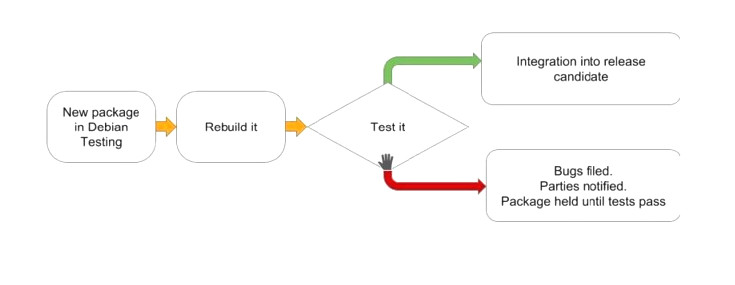 New package
in Debian
Testing
Rebuild it
Test it
Integration into release
candidate
Bugs filed.
Parties notified.
Package held until tests pass